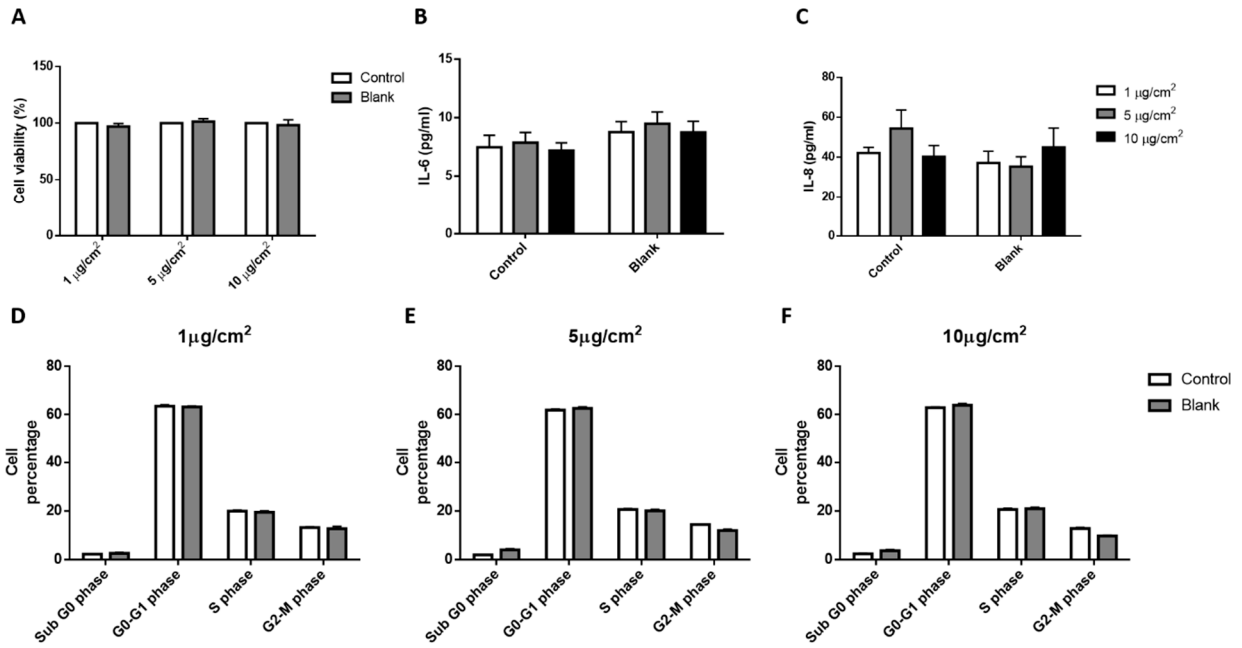 A
150
100
50
0
Cell viability (%)
1 μg/cm²
5 μg/cm²
10 μg/cm²
Control
Blank
B
15
10
5
0
IL-6 (pg/ml)
Control
Blank
C
80
60
40
20
0
IL-8 (pg/ml)
Control
Blank
1 μg/cm²
5 μg/cm²
10 μg/cm²
D
1μg/cm²
80
60
40
20
0
Cell
percentage
Sub G0 phase
G0-G1 phase
S phase
G2-M phase
E
5μg/cm²
80
60
40
20
0
Cell
percentage
Sub G0 phase
G0-G1 phase
S phase
G2-M phase
F
10μg/cm²
80
60
40
20
0
Cell
percentage
Sub G0 phase
G0-G1 phase
S phase
G2-M phase
Control
Blank